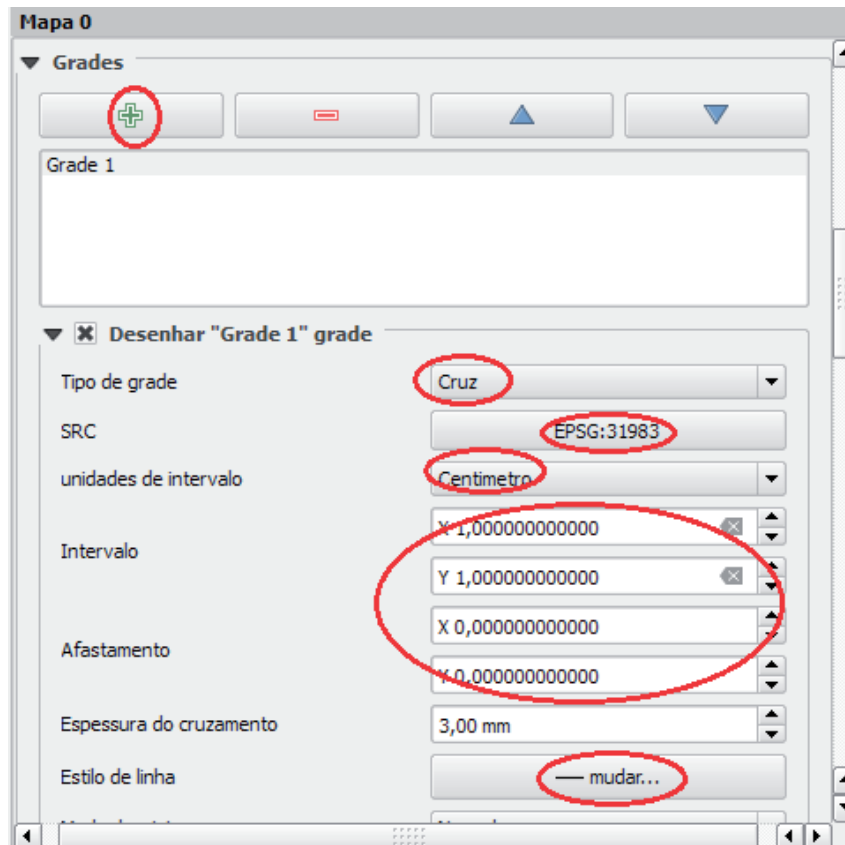 Mapa 0
Grades
Grade 1
Desenhar "Grade 1" grade
Tipo de grade
Cruz
SRC
EPSG:31983
unidades de intervalo
Centimetro
Intervalo
X 1,000000000000
Y 1,000000000000
Afastamento
X 0,000000000000
Y 0,000000000000
Espessura do cruzamento
3,00 mm
Estilo de linha
mudar...